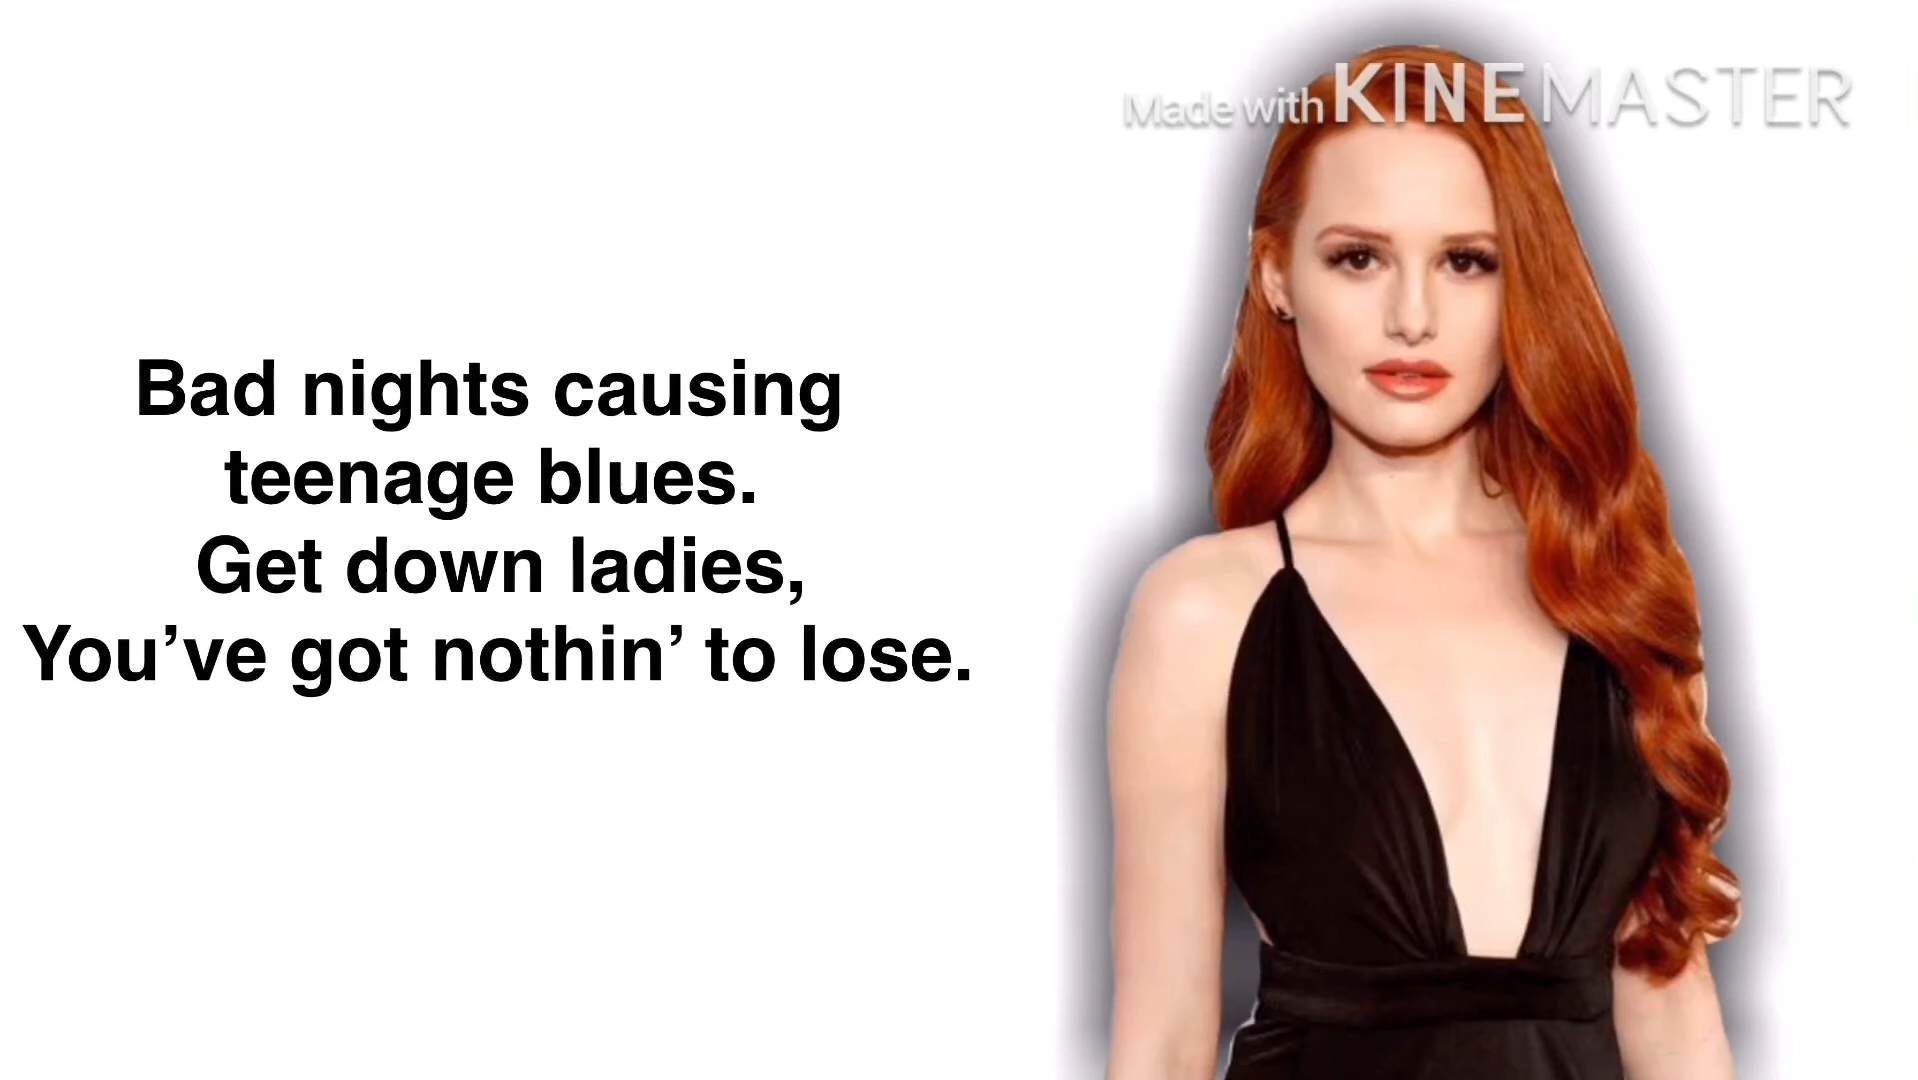 Made with KINEMASTER
Bad nights causing
teenage blues.
Get down ladies,
You’ve got nothin’ to lose.